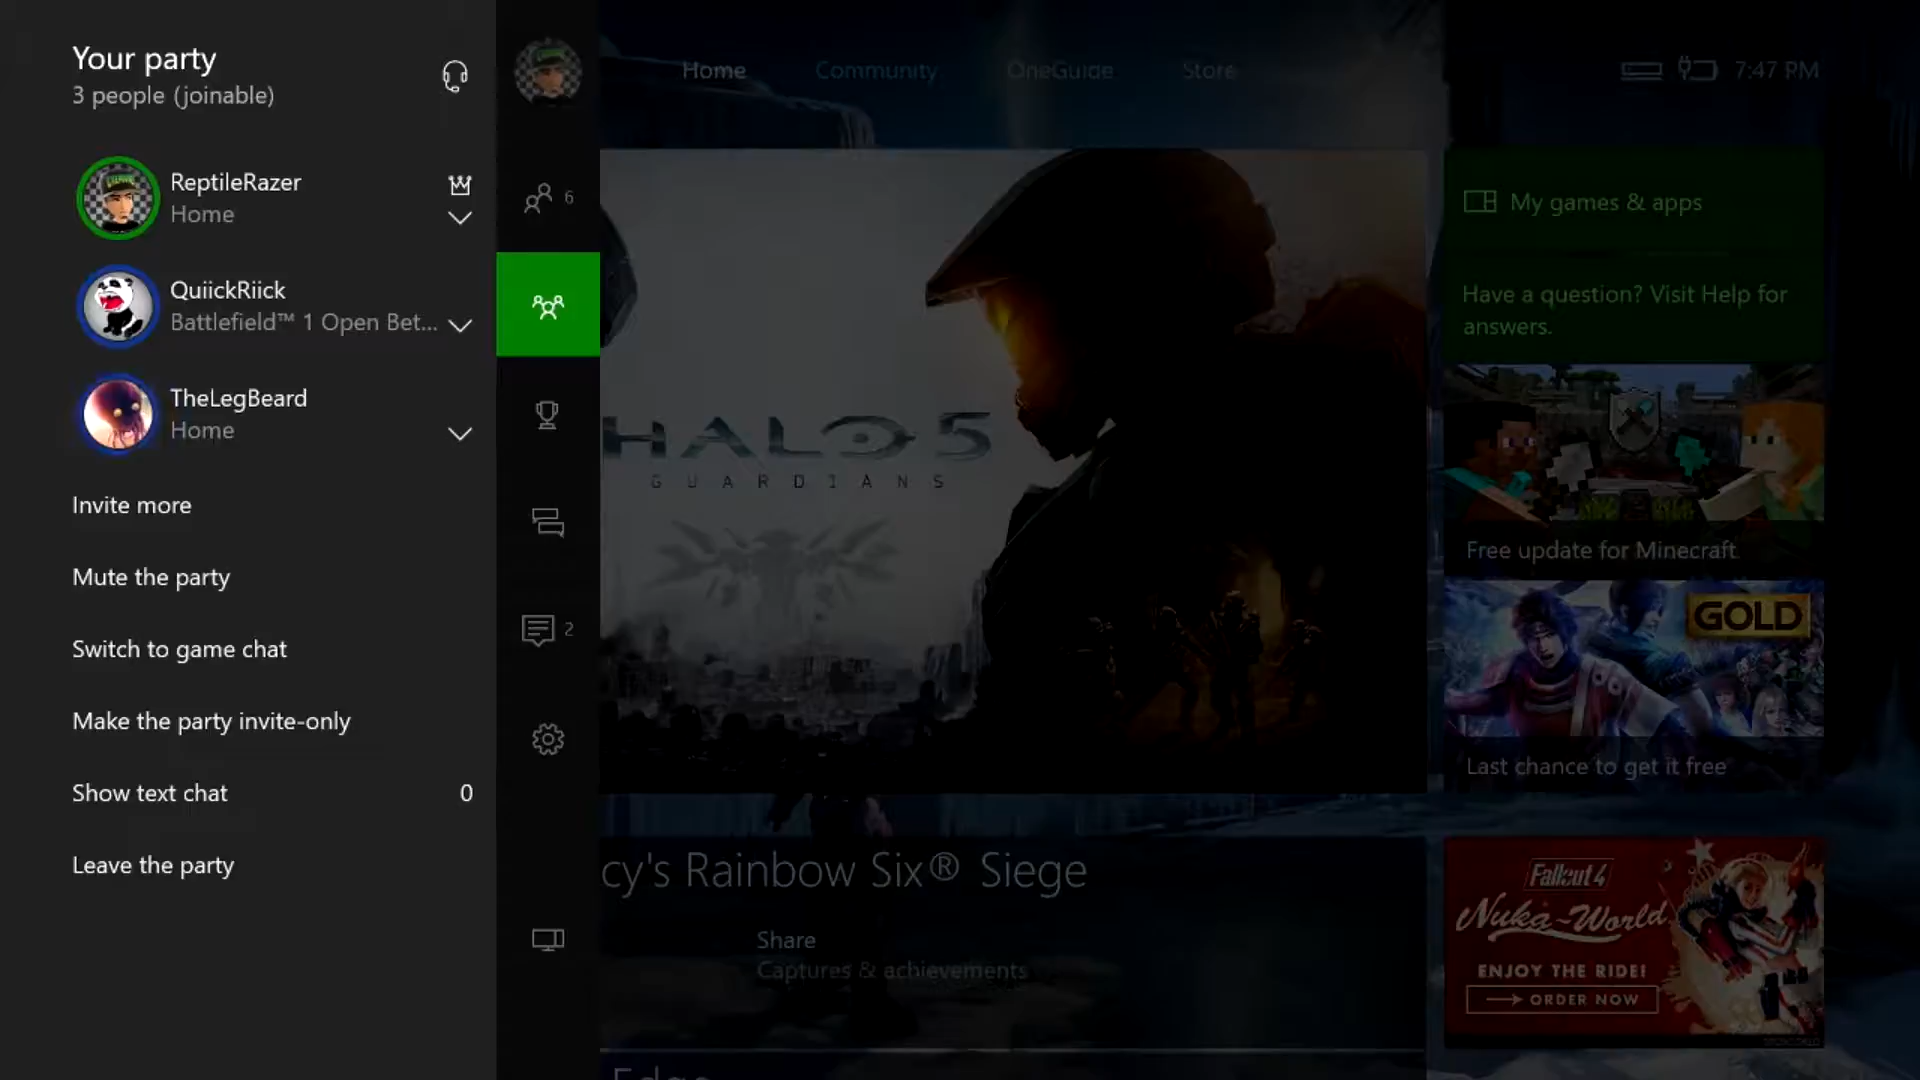 Your party
3 people (joinable)
ReptileRazer
Home
QuiickRiick
Battlefield™ 1 Open Bet...
TheLegBeard
Home
Invite more
Mute the party
Switch to game chat
Make the party invite-only
Show text chat 0
Leave the party
6
2
Home Community OneGuide Store
7:47 PM
HALO 5
GUARDIANS
cy's Rainbow Six® Siege
Share
Captures & achievements
My games & apps
Have a question? Visit Help for
answers.
Free update for Minecraft
GOLD
Last chance to get it free
Fallout 4
Nuka-World
ENJOY THE RIDE!
ORDER NOW